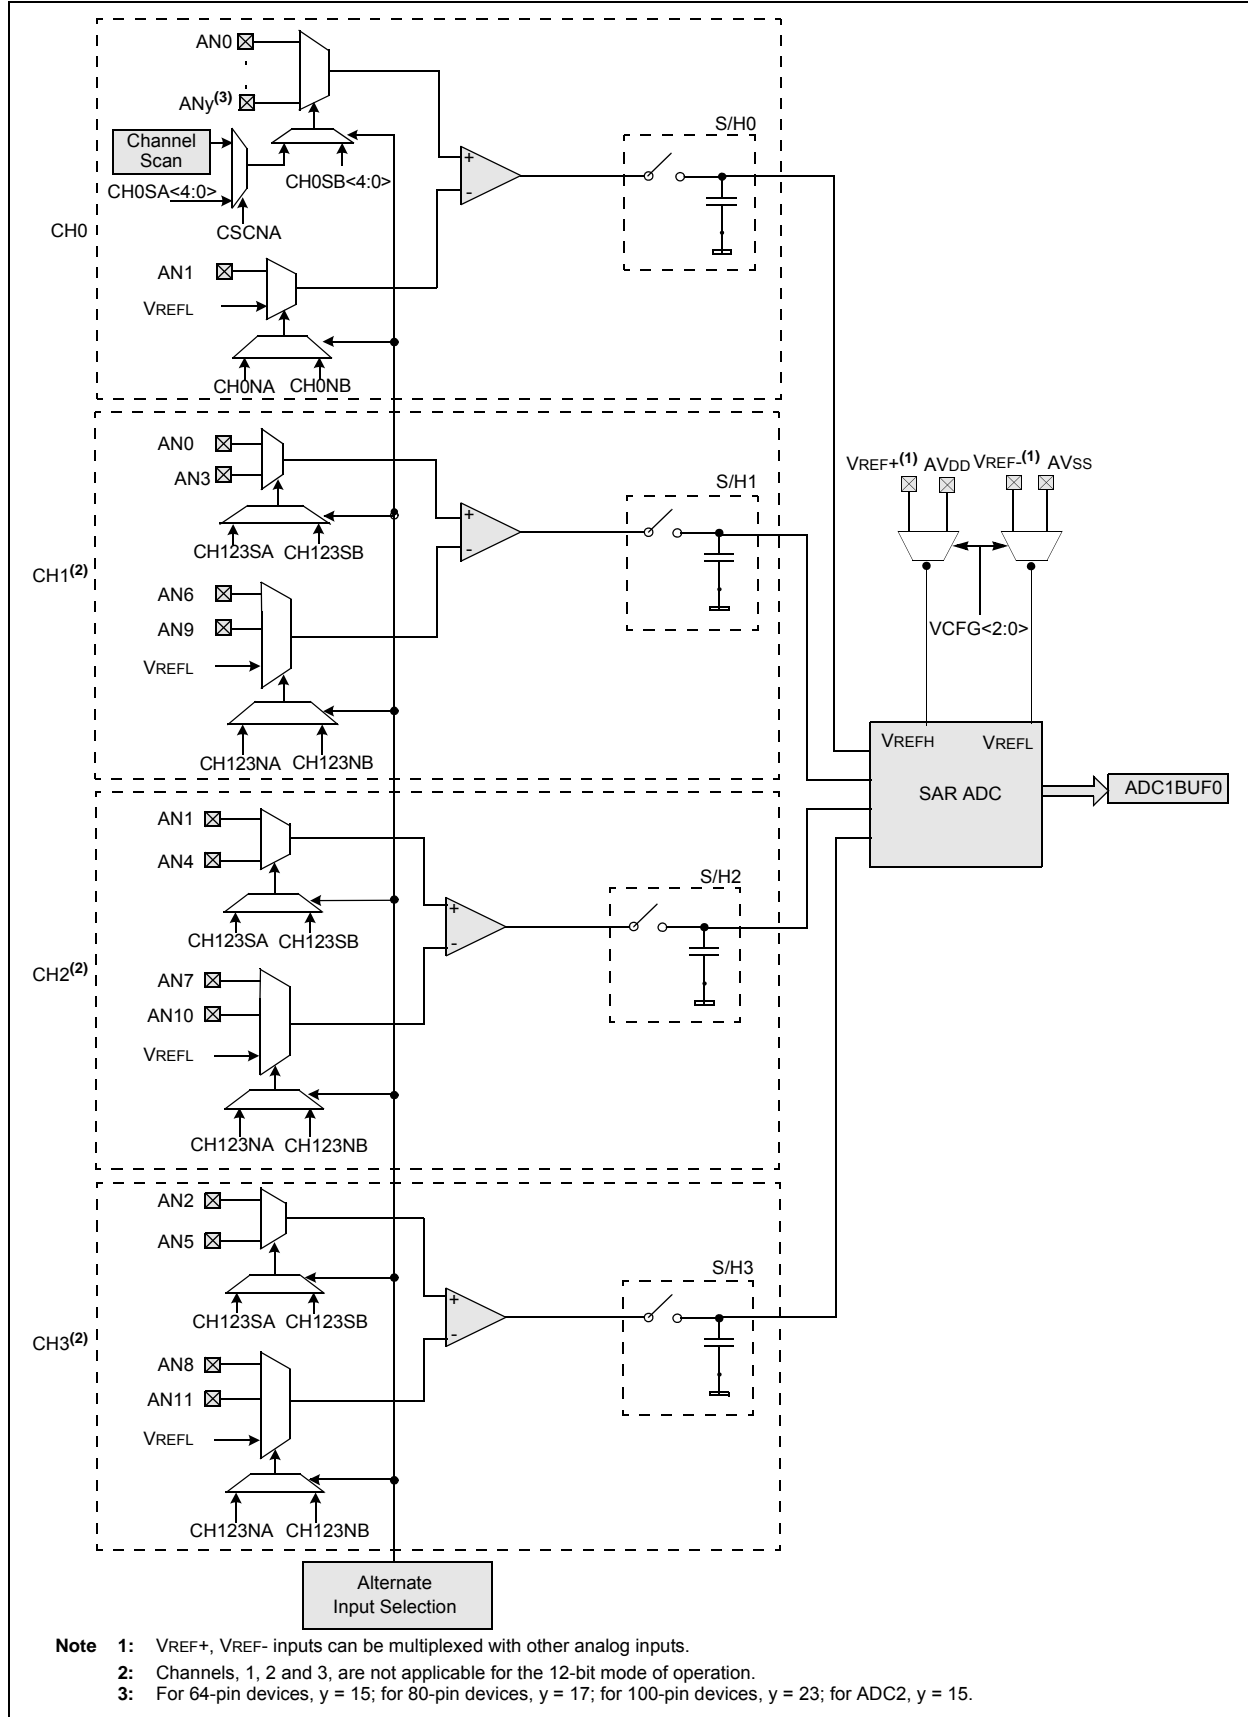 AN0
ANy(3)
Channel
Scan
CH0SA<4:0>
CH0SB<4:0>
CSCNA
CH0
AN1
VREFL
CH0NA CH0NB
+
-
S/H0
AN0
AN3
CH123SA CH123SB
CH1(2)
AN6
AN9
VREFL
CH123NA CH123NB
+
-
S/H1
VREF+(1) AVDD VREF-(1) AVSS
VCFG<2:0>
VREFH VREFL
SAR ADC
ADC1BUF0
AN1
AN4
CH123SA CH123SB
CH2(2)
AN7
AN10
VREFL
CH123NA CH123NB
+
-
S/H2
AN2
AN5
CH123SA CH123SB
CH3(2)
AN8
AN11
VREFL
CH123NA CH123NB
+
-
S/H3
Alternate
Input Selection
Note 1: VREF+, VREF- inputs can be multiplexed with other analog inputs.
2: Channels, 1, 2 and 3, are not applicable for the 12-bit mode of operation.
3: For 64-pin devices, y = 15; for 80-pin devices, y = 17; for 100-pin devices, y = 23; for ADC2, y = 15.